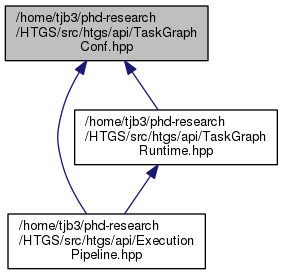 /home/tjb3/phd-research
/HTGS/src/htgs/api/TaskGraph
Conf.hpp
/home/tjb3/phd-research
/HTGS/src/htgs/api/TaskGraph
Runtime.hpp
/home/tjb3/phd-research
/HTGS/src/htgs/api/Execution
Pipeline.hpp